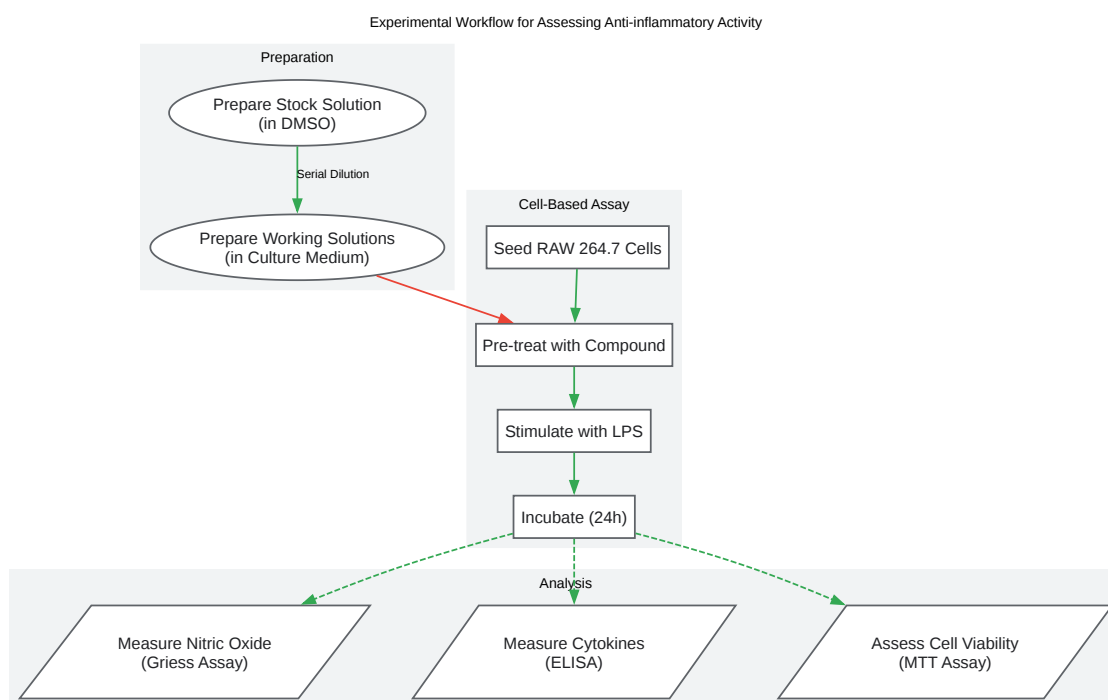 Experimental Workflow for Assessing Anti-inflammatory Activity
Preparation
Prepare Stock Solution
(in DMSO)
Serial Dilution
Prepare Working Solutions
(in Culture Medium)
Cell-Based Assay
Seed RAW 264.7 Cells
Pre-treat with Compound
Stimulate with LPS
Incubate (24h)
Analysis
Measure Nitric Oxide
(Griess Assay)
Measure Cytokines
(ELISA)
Assess Cell Viability
(MTT Assay)